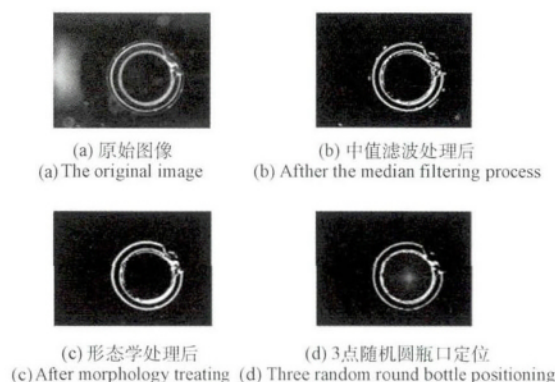 (a) 原始图像
(a) The original image
(b) 中值滤波处理后
(b) Afther the median filtering process
(c) 形态学处理后
(c) After morphology treating
(d) 3点随机圆瓶口定位
(d) Three random round bottle positioning